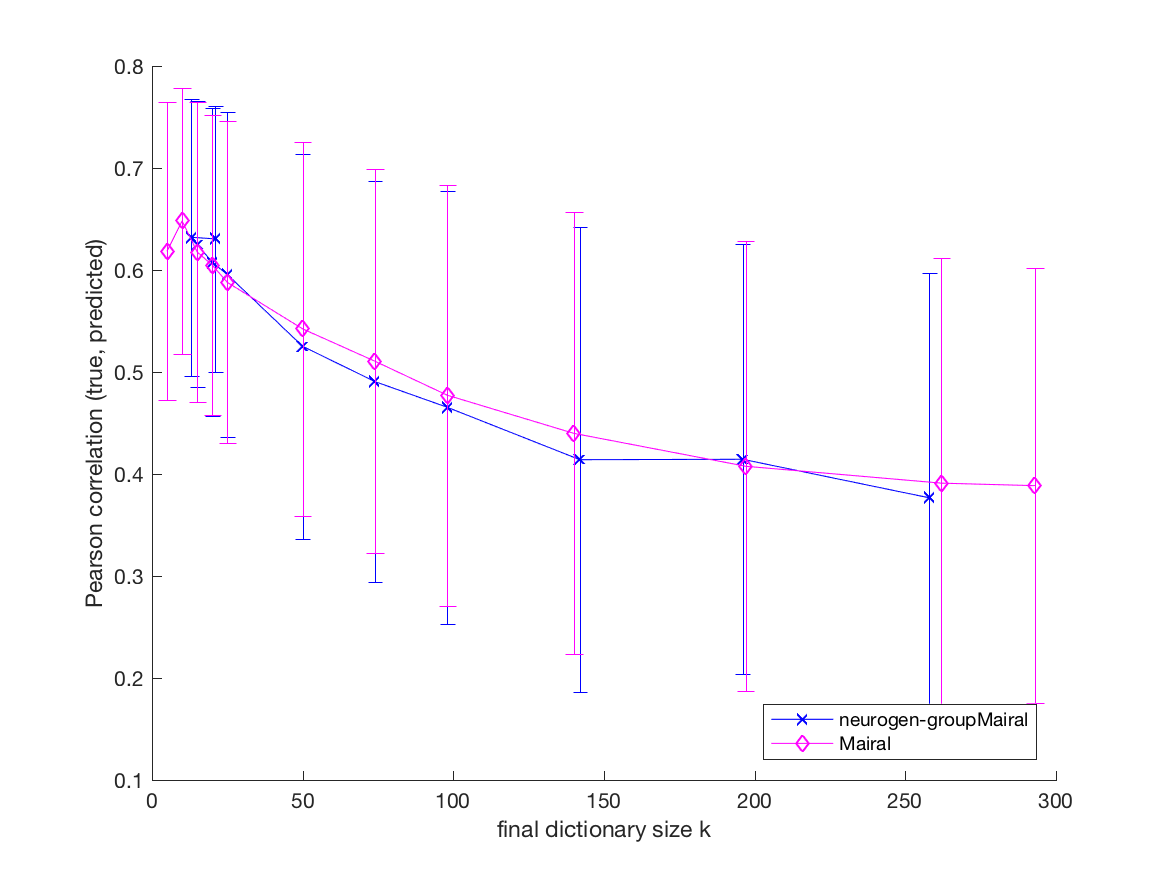 0.8
0.7
0.6
0.5
0.4
0.3
0.2
0.1
Pearson correlation (true, predicted)
neurogen-groupMairal
Mairal
0 50 100 150 200 250 300
final dictionary size k